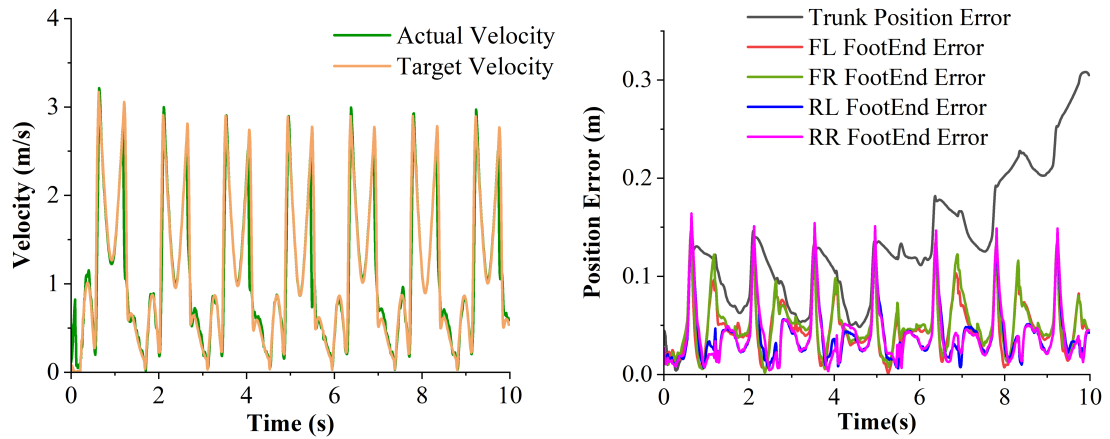 4
3
2
1
0
Velocity (m/s)
Actual Velocity
Target Velocity
0
2
4
6
8
10
Time (s)
Trunk Position Error
FL FootEnd Error
FR FootEnd Error
RL FootEnd Error
RR FootEnd Error
0.3
0.2
0.1
0.0
Position Error (m)
0
2
4
6
8
10
Time(s)